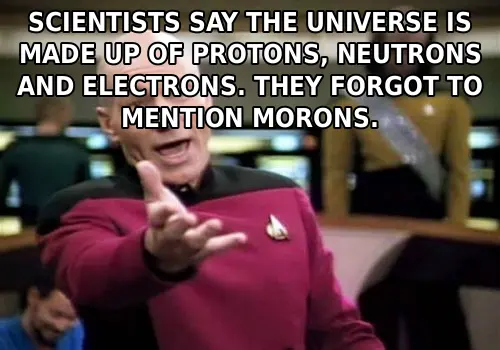 SCIENTISTS SAY THE UNIVERSE IS
MADE UP OF PROTONS, NEUTRONS
AND ELECTRONS. THEY FORGOT TO
MENTION MORONS.